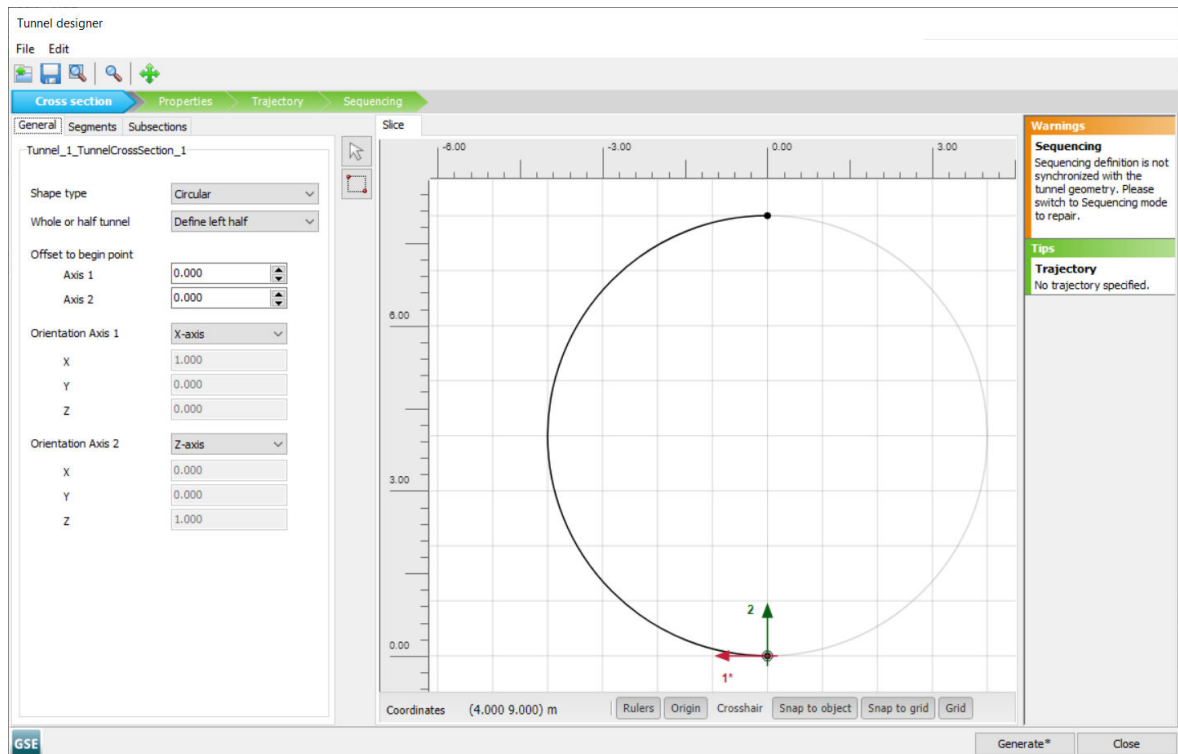 Tunnel designer
File Edit
Cross section Properties Trajectory Sequencing
General Segments Subsections
Tunnel_1_TunnelCrossSection_1
Shape type Circular
Whole or half tunnel Define left half
Offset to begin point
Axis 1 0.000
Axis 2 0.000
Orientation Axis 1 X-axis
X 1.000
Y 0.000
Z 0.000
Orientation Axis 2 Z-axis
X 0.000
Y 0.000
Z 1.000
Slice
-6.00 -3.00 0.00 3.00
6.00
3.00
0.00
2
1*
Coordinates (4.000 9.000) m Rulers Origin Crosshair Snap to object Snap to grid Grid
Warnings
Sequencing
Sequencing definition is not
synchronized with the
tunnel geometry. Please
switch to Sequencing mode
to repair.
Tips
Trajectory
No trajectory specified.
GSE
Generate* Close